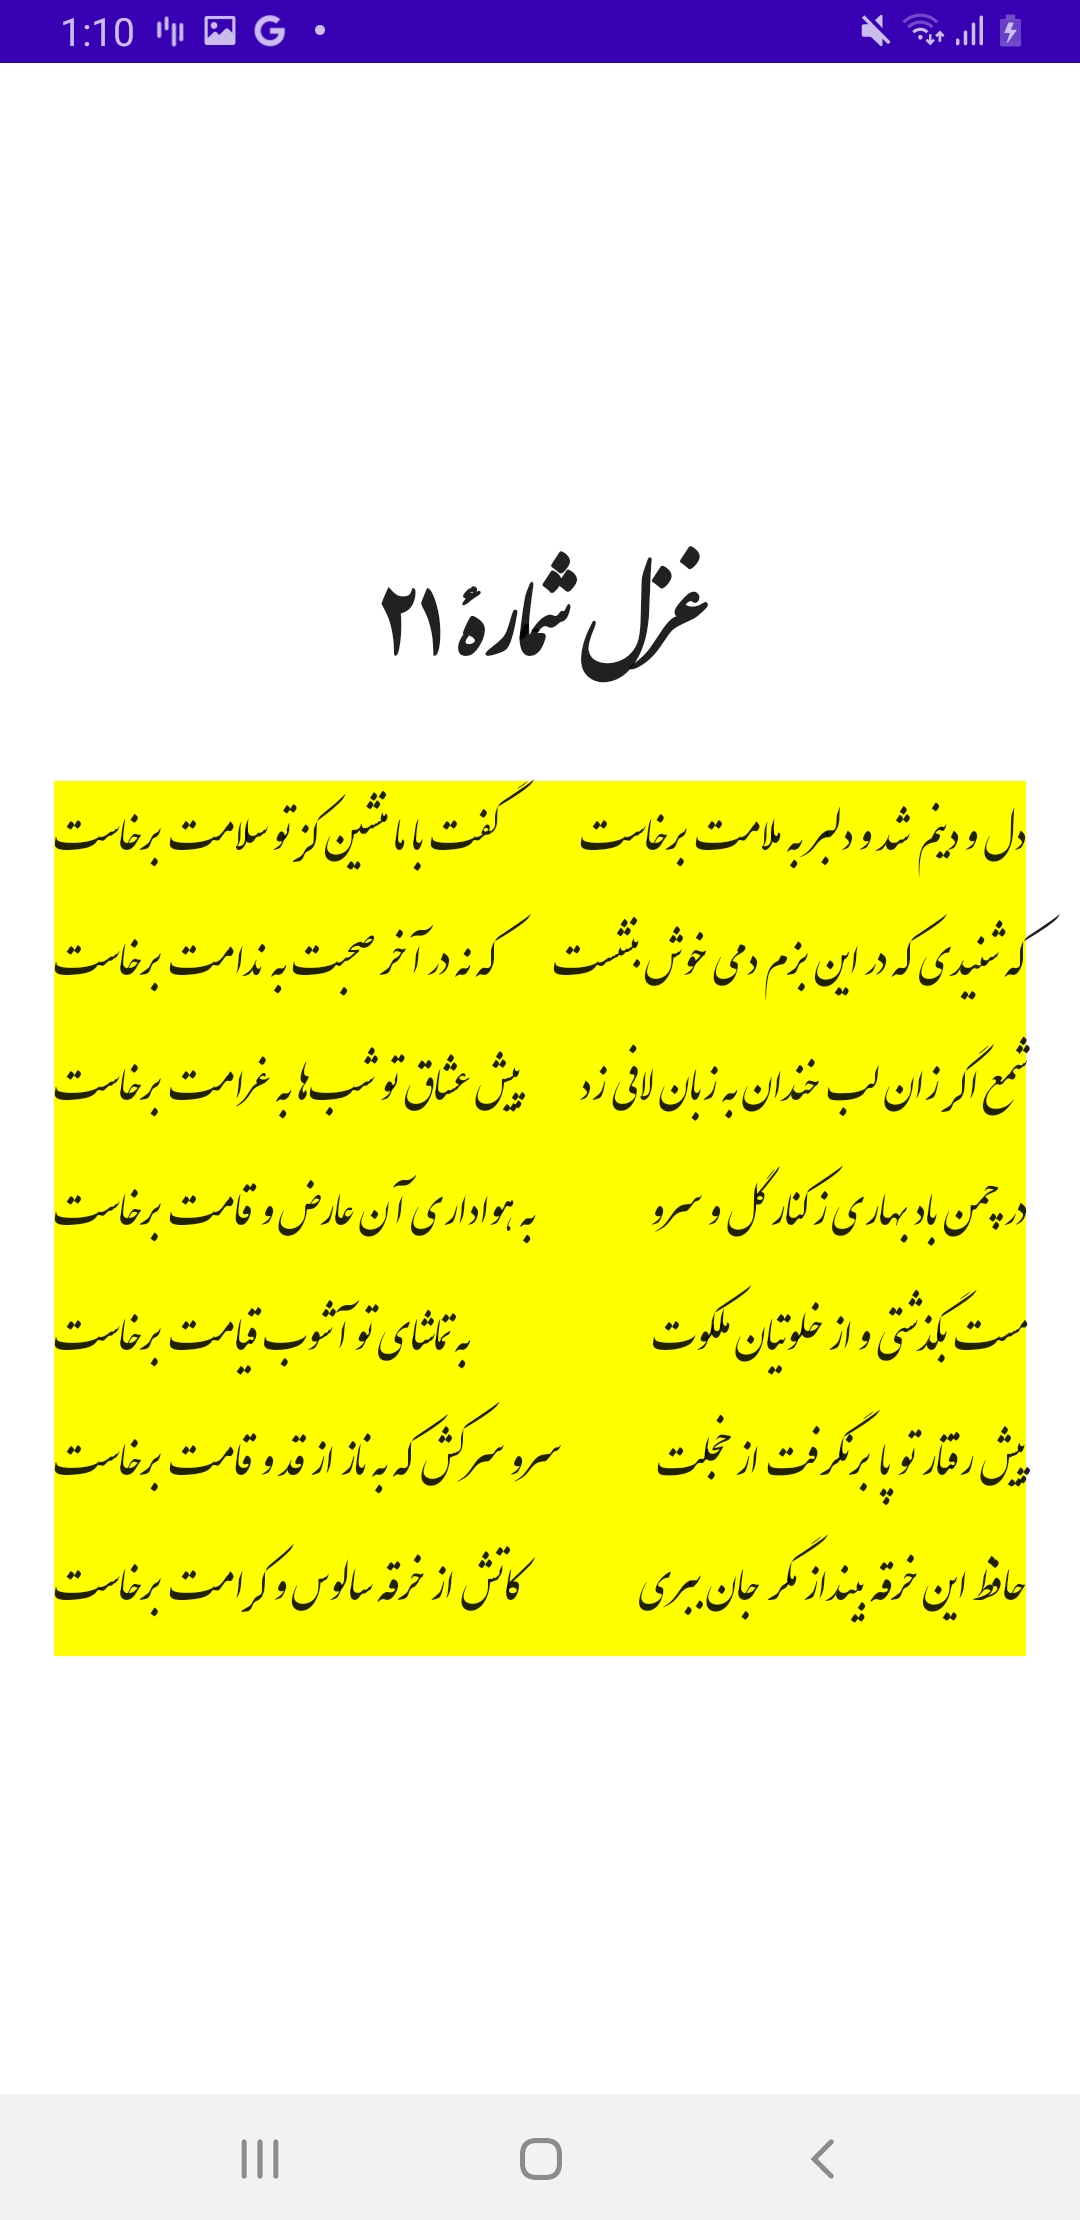 1:10
غزل شمارهٔ ۲۱
دل و دینم شد و دلبر به ملامت برخاست گفت با ما منشین کز تو سلامت برخاست
که شنیدی که در این بزم دمی خوش بنشست که نه در آخر صحبت به ندامت برخاست
شمع اگر زان لب خندان به زبان لافی زد پیش عشاق تو شب‌ها به غرامت برخاست
در چمن باد بهاری ز کنار گل و سرو به هواداری آن عارض و قامت برخاست
مست بگذشتی و از خلوتیان ملکوت به تماشای تو آشوب قیامت برخاست
پیش رفتار تو پا برنگرفت از خجلت سرو سرکش که به ناز از قد و قامت برخاست
حافظ این خرقه بینداز مگر جان ببری کاتش از خرقه سالوس و کرامت برخاست